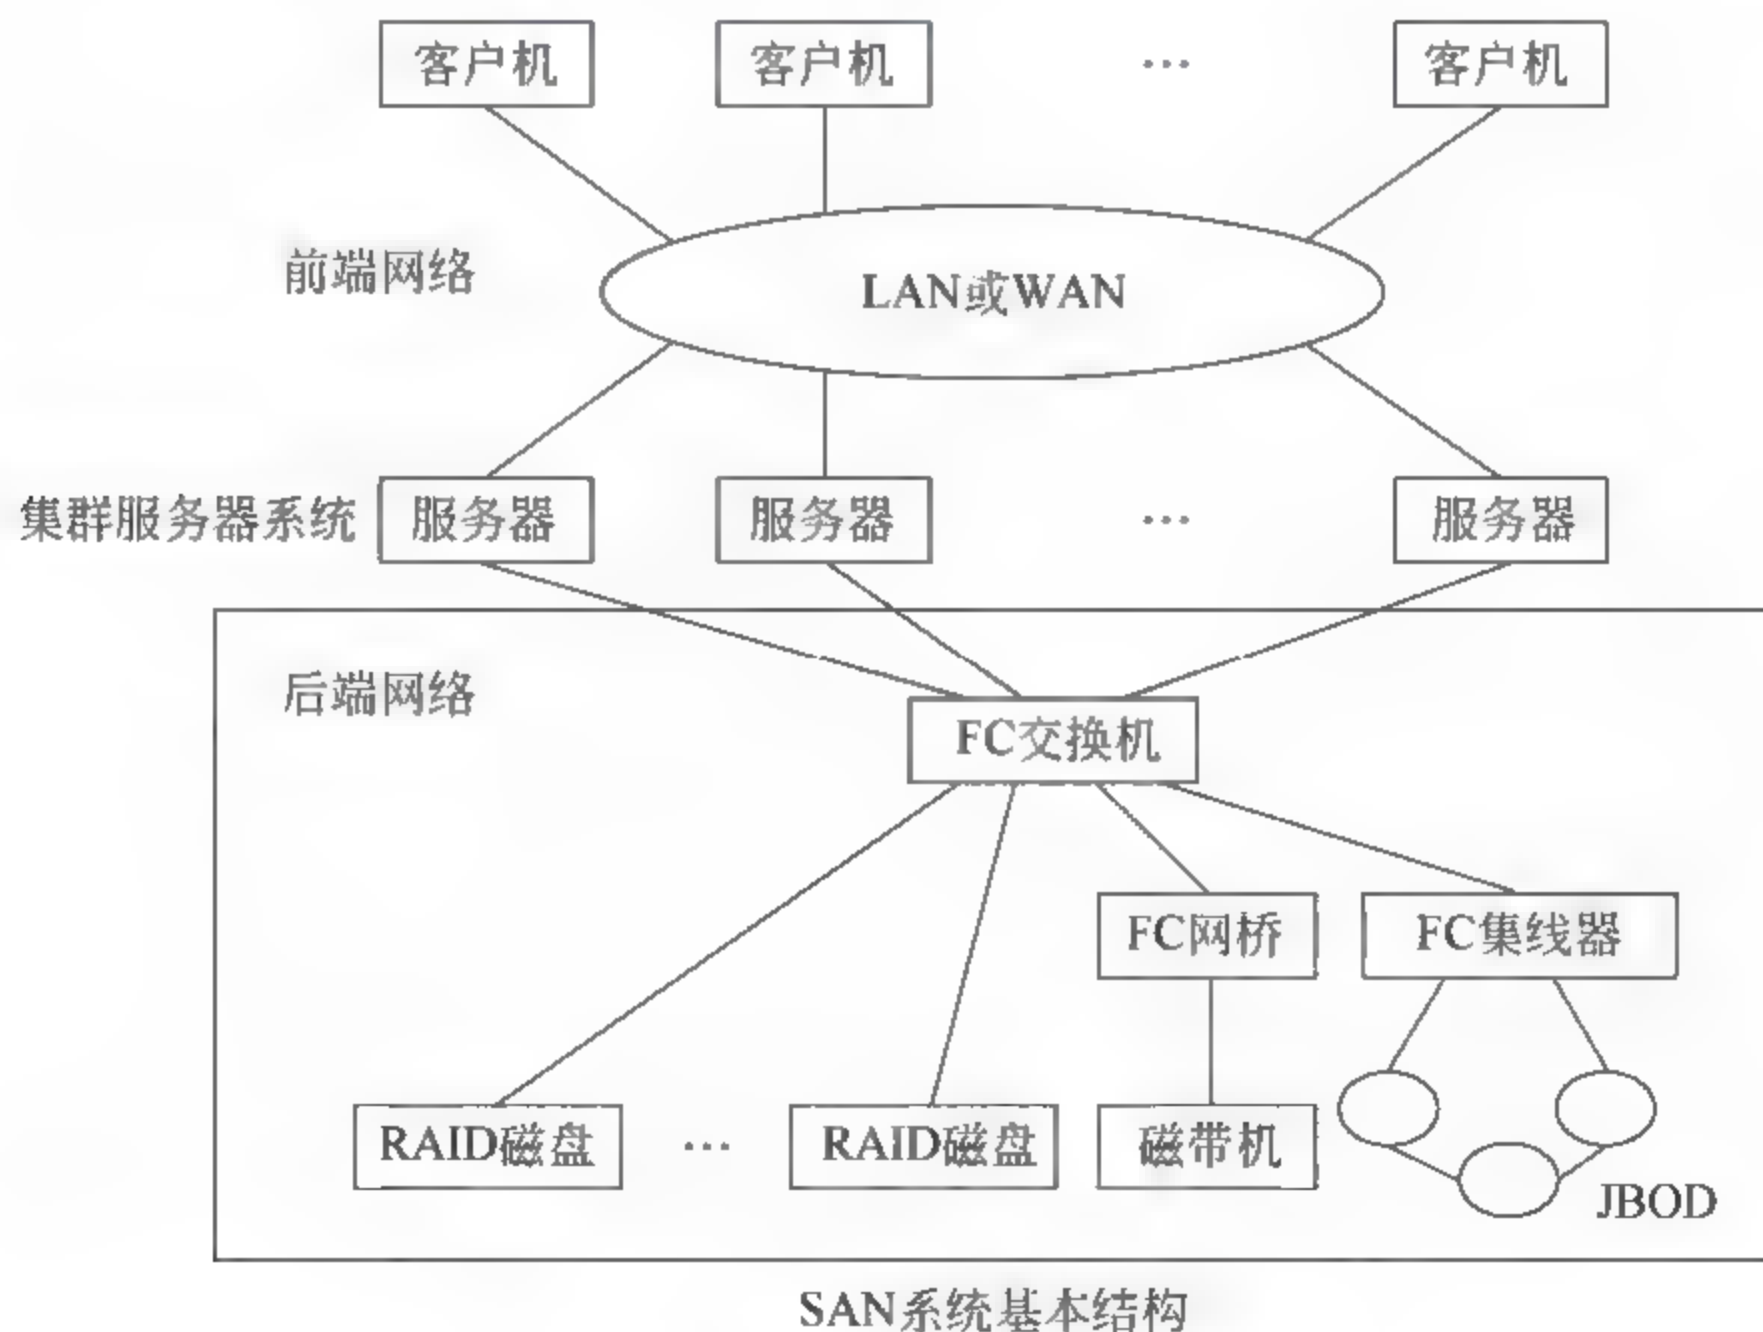 客户机 客户机 … 客户机
前端网络 LAN或WAN
集群服务器系统 服务器 服务器 … 服务器
后端网络
FC交换机
FC网桥 FC集线器
RAID磁盘 … RAID磁盘 磁带机
JBOD
SAN系统基本结构